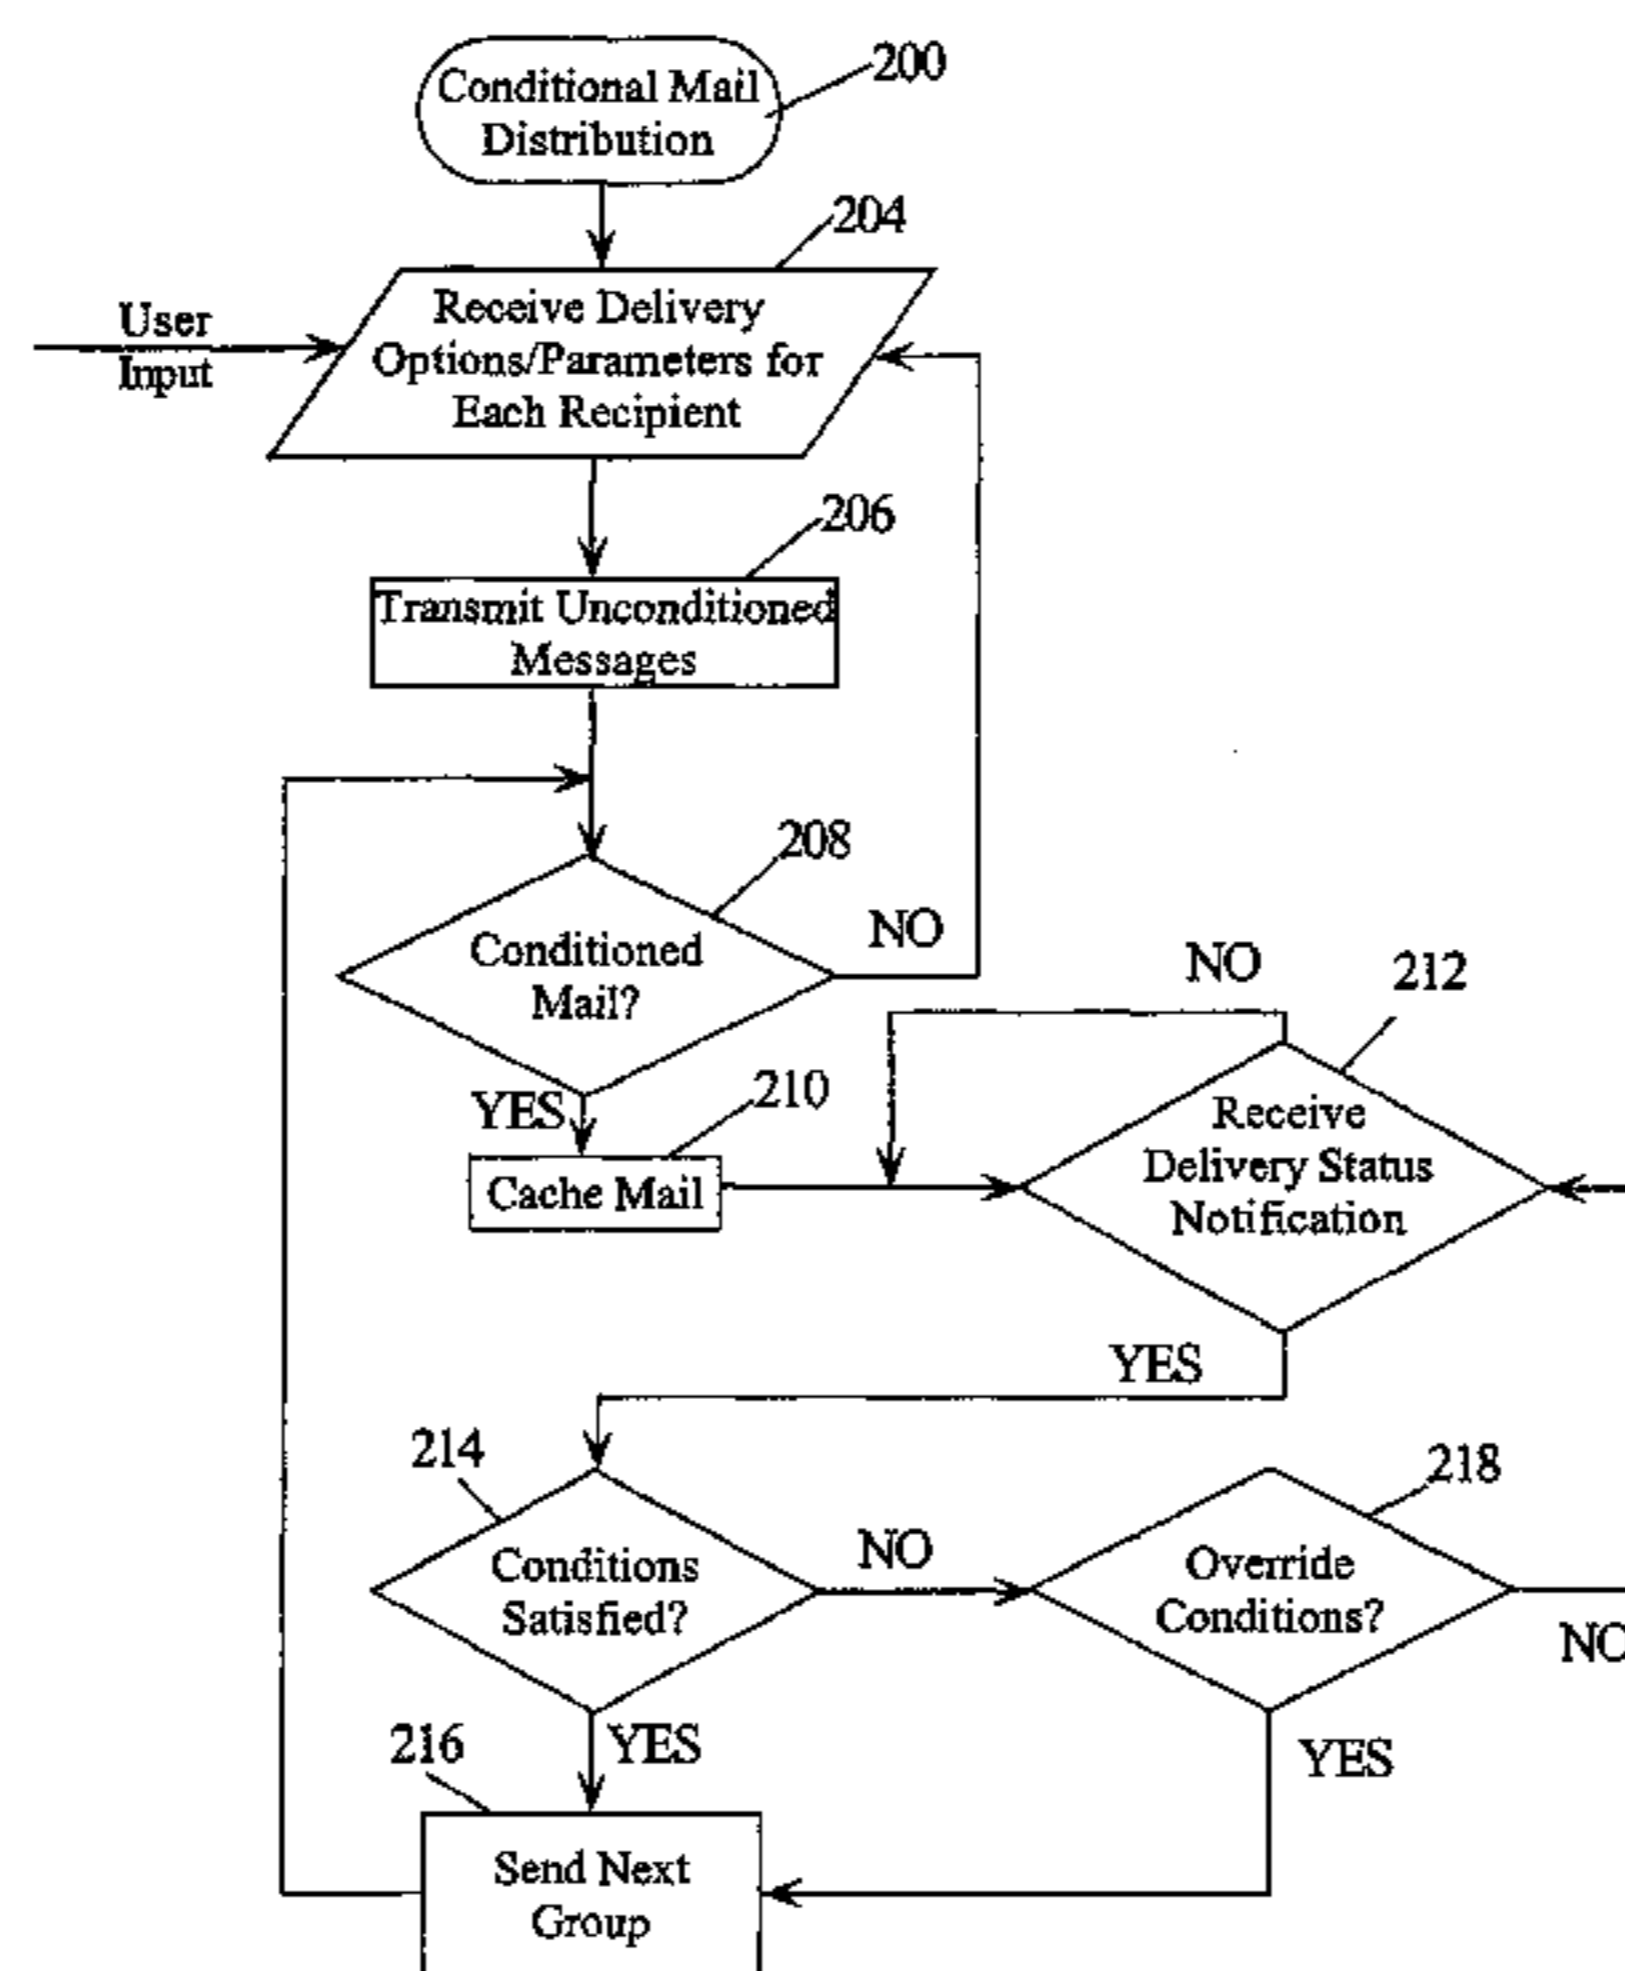 Conditional Mail
Distribution
200
204
Receive Delivery
Options/Parameters for
Each Recipient
User
Input
206
Transmit Unconditioned
Messages
208
Conditioned
Mail?
NO
NO
212
YES
210
Cache Mail
Receive
Delivery Status
Notification
YES
214
218
Conditions
Satisfied?
NO
Override
Conditions?
NO
216
YES
YES
Send Next
Group